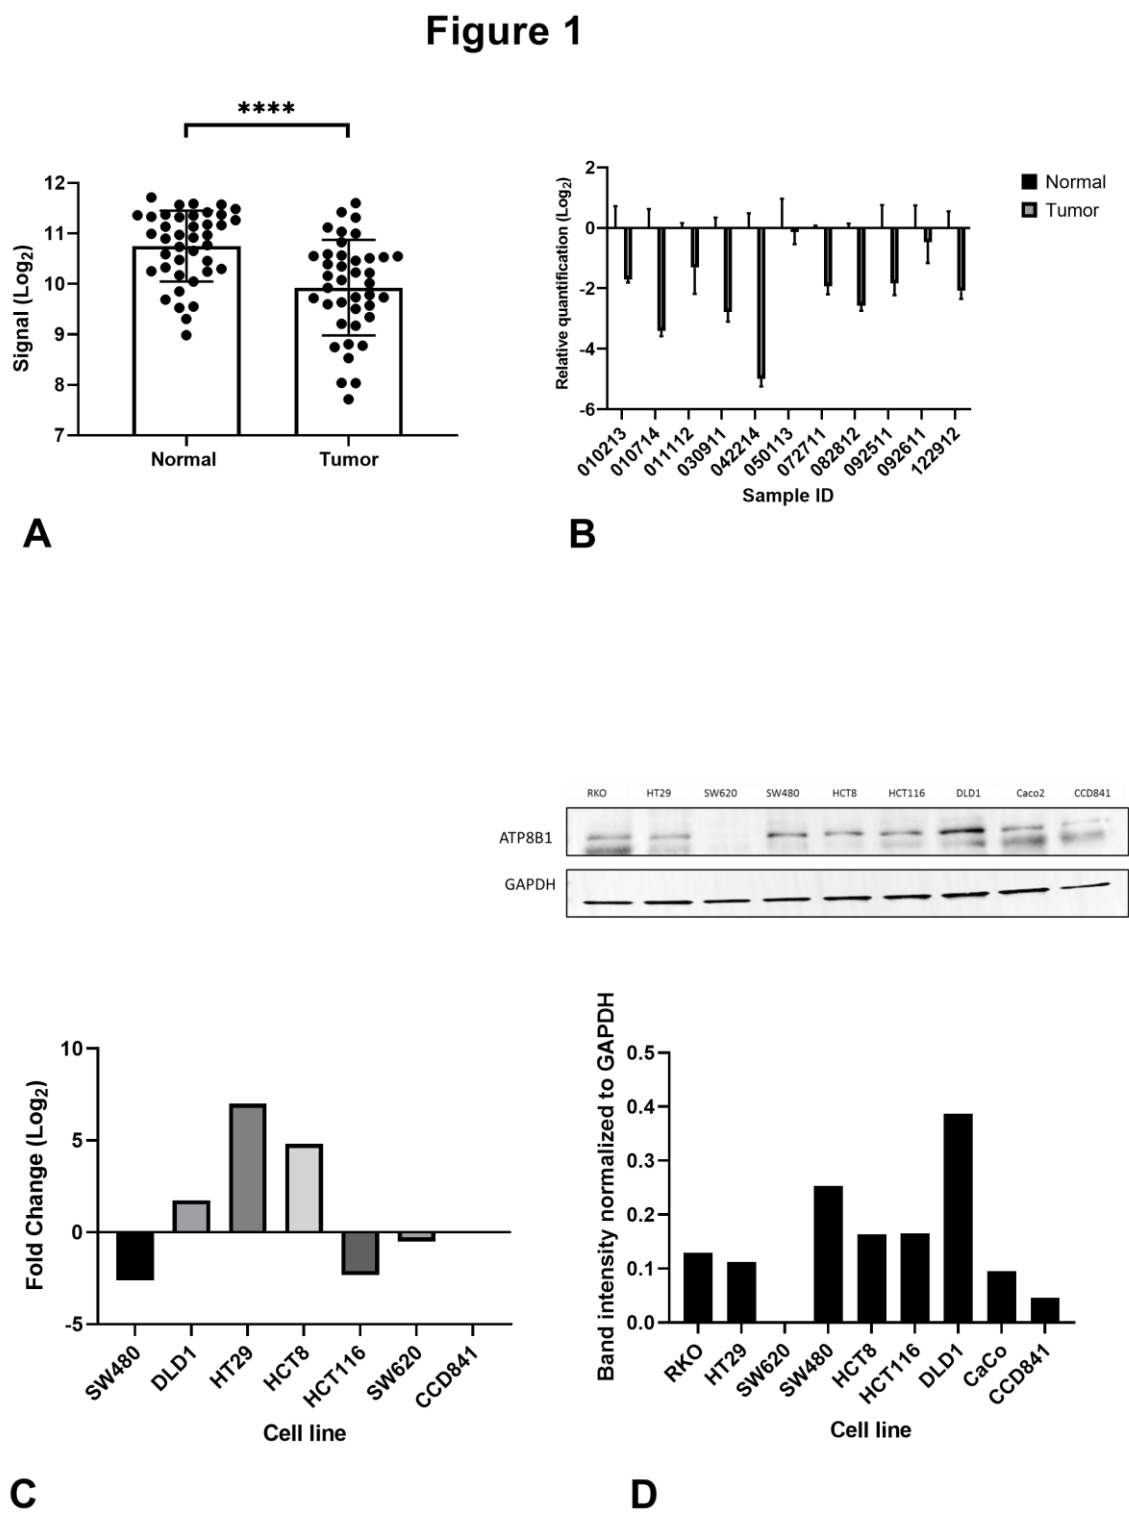 Figure 1
****
Signal (Log2)
12
11
10
9
8
7
Normal
Tumor
A
Relative quantification (Log2)
2
0
-2
-4
-6
010213
010714
011112
030911
042214
050113
072711
082812
092511
092611
122912
Sample ID
Normal
Tumor
B
RKO HT29 SW620 SW480 HCT8 HCT116 DLD1 Caco2 CCD841
ATP8B1
GAPDH
Fold Change (Log2)
10
5
0
-5
SW480
DLD1
HT29
HCT8
HCT116
SW620
CCD841
Cell line
C
Band intensity normalized to GAPDH
0.5
0.4
0.3
0.2
0.1
0.0
RKO
HT29
SW620
SW480
HCT8
HCT116
DLD1
CaCo
CCD841
Cell line
D